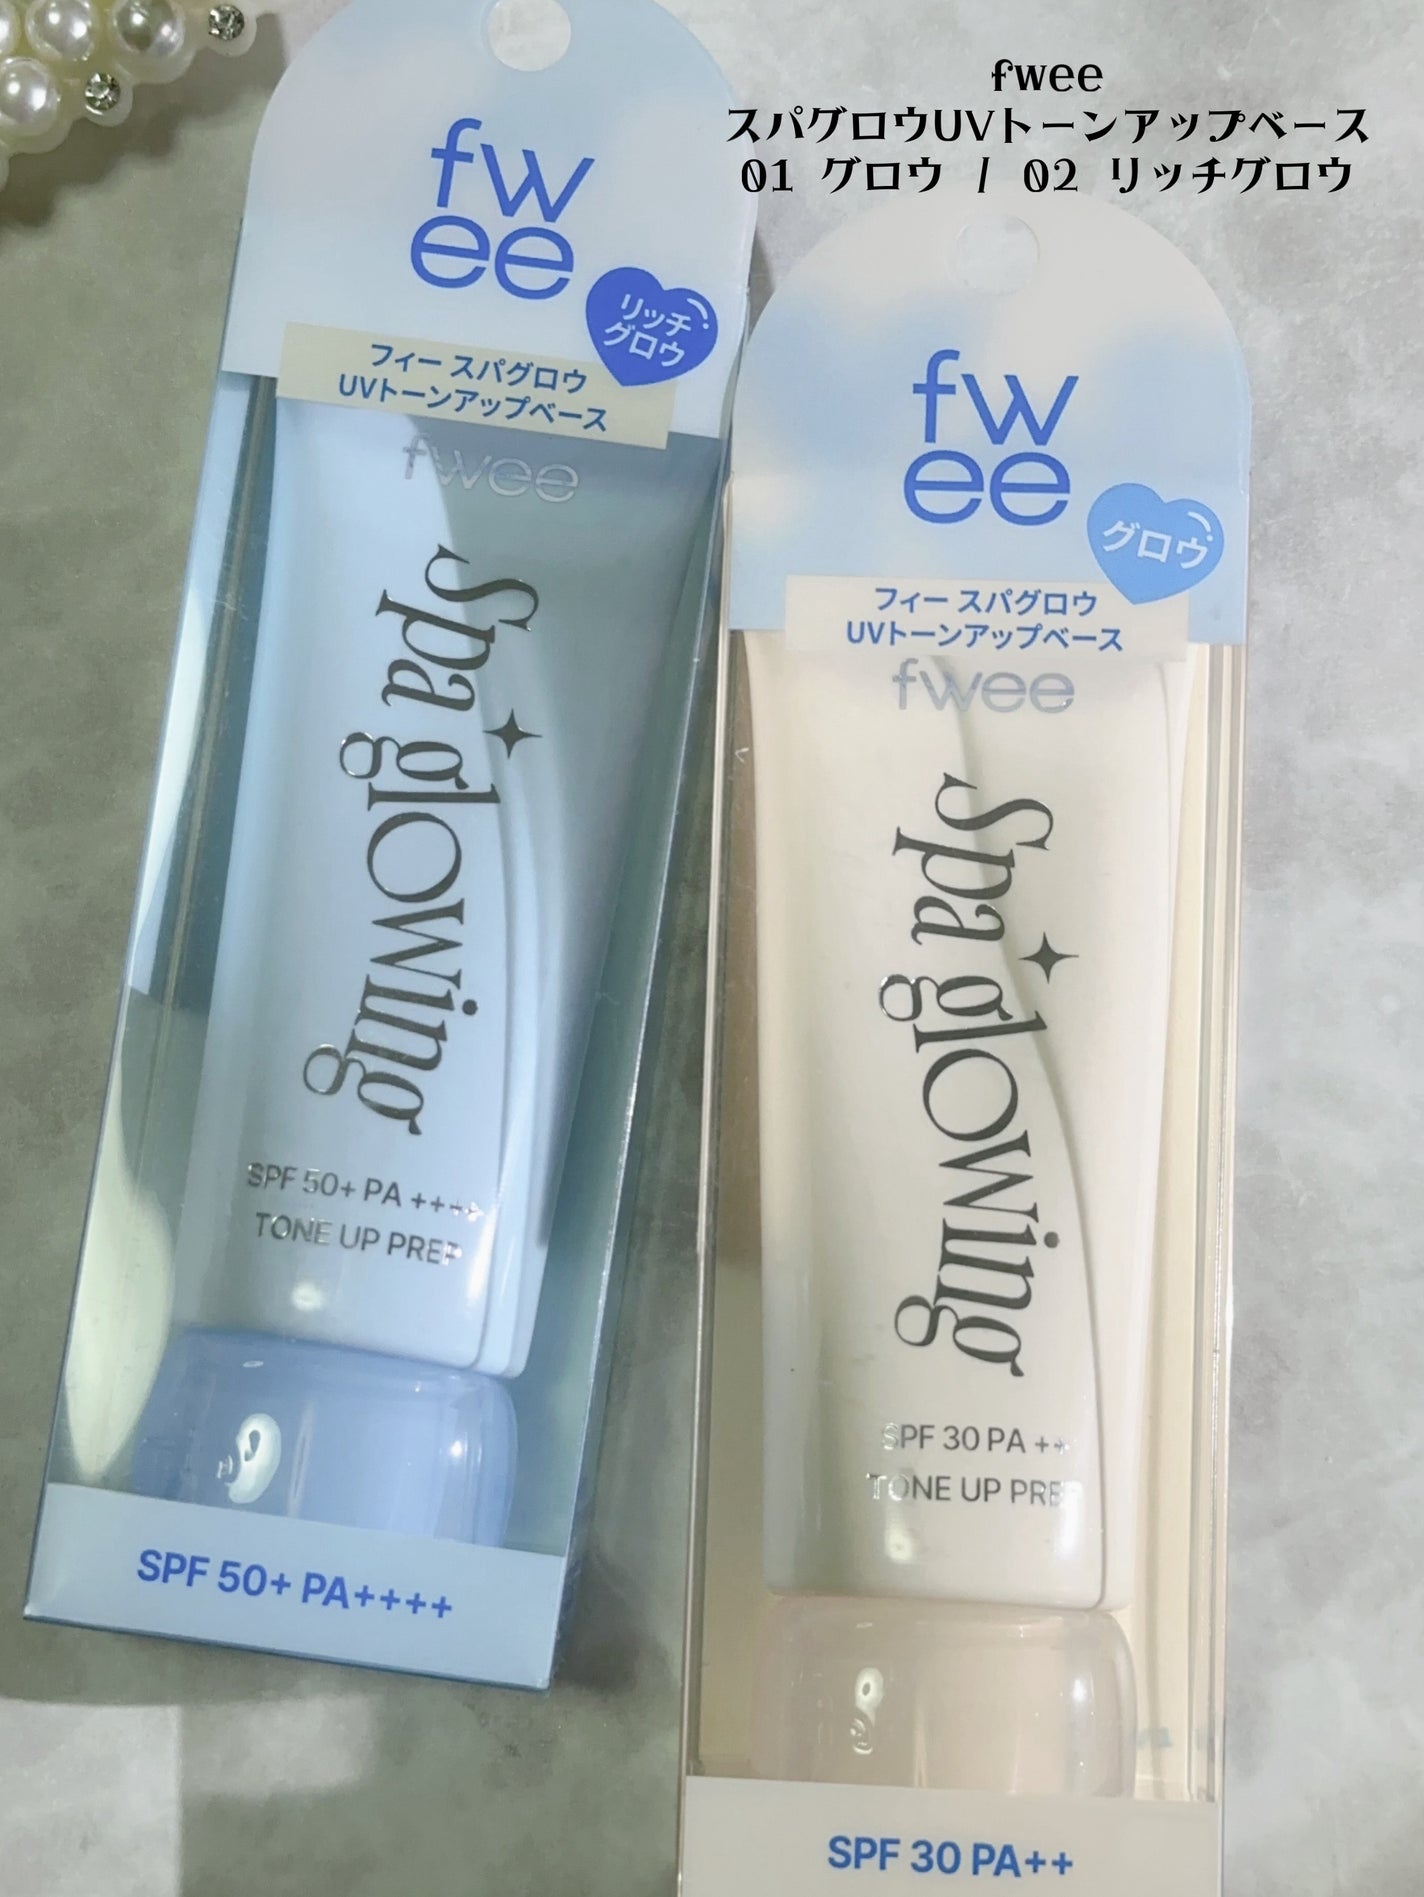 fwee
スパグロウUVトーンアップベース
01 グロウ / 02 リッチグロウ
fw
ee
リッチ
グロウ
フィー スパグロウ
UVトーンアップベース
fwee
Spa glowing
SPF 50+ PA ++++
TONE UP PREP
SPF 50+ PA++++
fw
ee
グロウ
フィー スパグロウ
UVトーンアップベース
fwee
Spa glowing
SPF 30 PA ++
TONE UP PREP
SPF 30 PA++